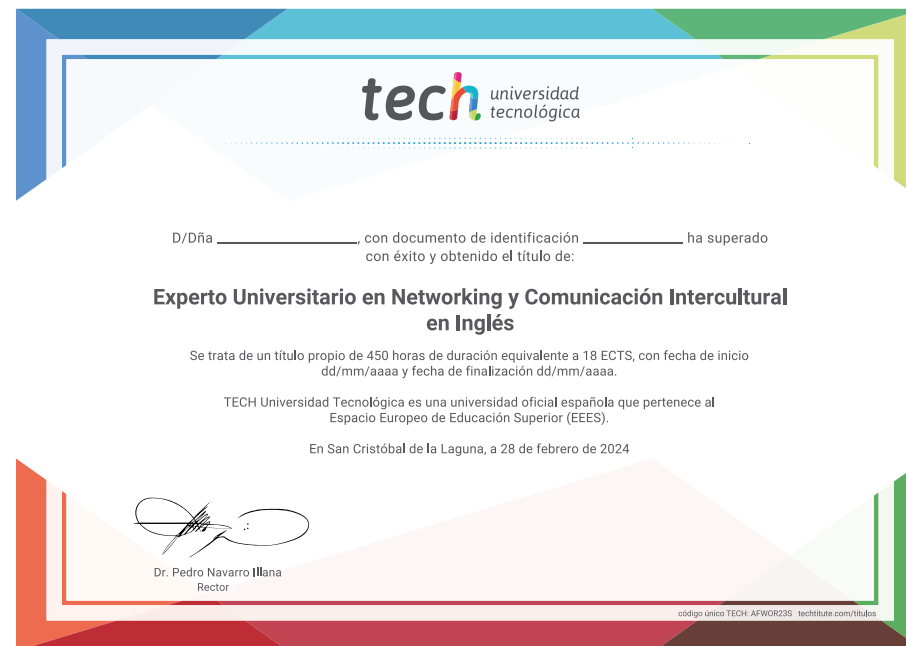 tech universidad
tecnológica
D/Dña ____________________, con documento de identificación ______________ ha superado
con éxito y obtenido el título de:
Experto Universitario en Networking y Comunicación Intercultural
en Inglés
Se trata de un título propio de 450 horas de duración equivalente a 18 ECTS, con fecha de inicio
dd/mm/aaaa y fecha de finalización dd/mm/aaaa.
TECH Universidad Tecnológica es una universidad oficial española que pertenece al
Espacio Europeo de Educación Superior (EEES).
En San Cristóbal de la Laguna, a 28 de febrero de 2024
Dr. Pedro Navarro Illana
Rector
código único TECH: AFWOR23S techtitute.com/titulos